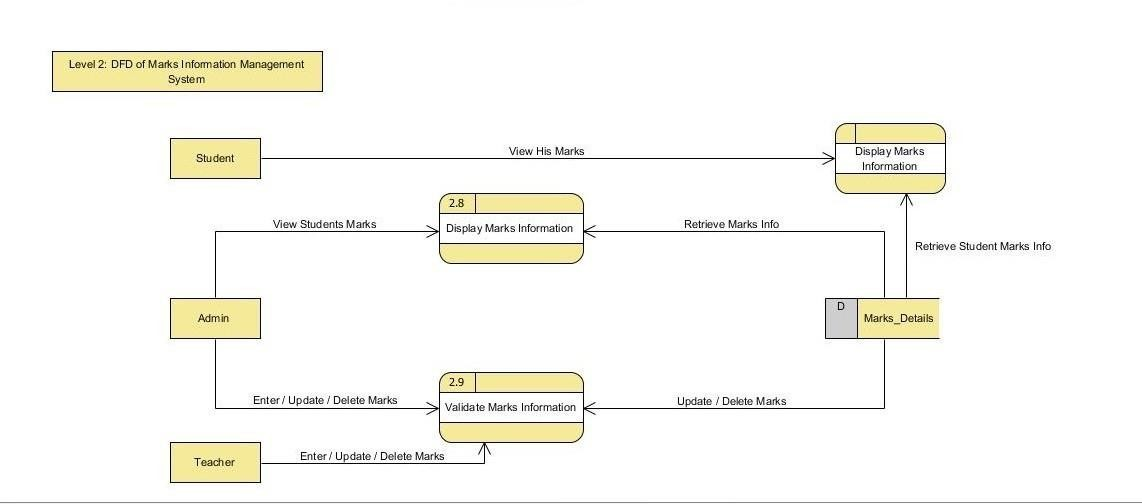 Level 2: DFD of Marks Information Management
System
Student
View His Marks
Display Marks
Information
2.8
View Students Marks
Display Marks Information
Retrieve Marks Info
Retrieve Student Marks Info
Admin
D
Marks_Details
2.9
Enter / Update / Delete Marks
Validate Marks Information
Update / Delete Marks
Teacher
Enter / Update / Delete Marks